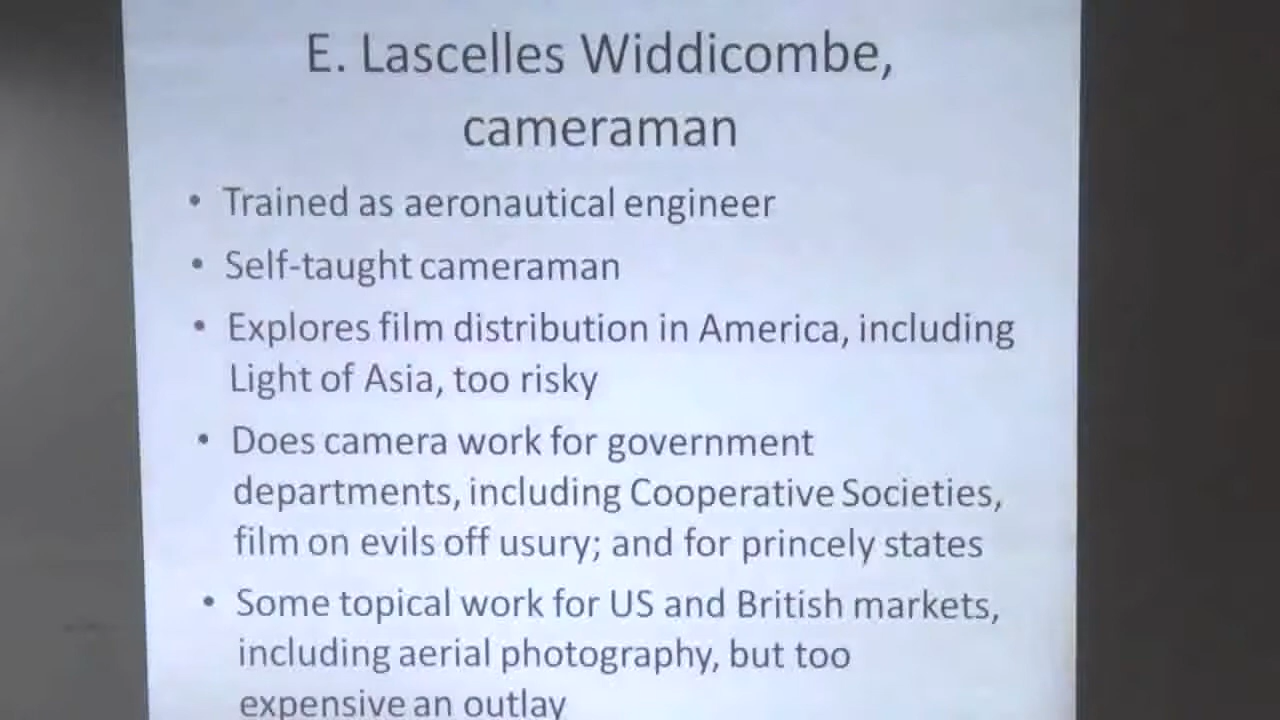 E. Lascelles Widdicombe,
cameraman
• Trained as aeronautical engineer
• Self-taught cameraman
• Explores film distribution in America, including
Light of Asia, too risky
• Does camera work for government
departments, including Cooperative Societies,
film on evils off usury; and for princely states
• Some topical work for US and British markets,
including aerial photography, but too
expensive an outlay